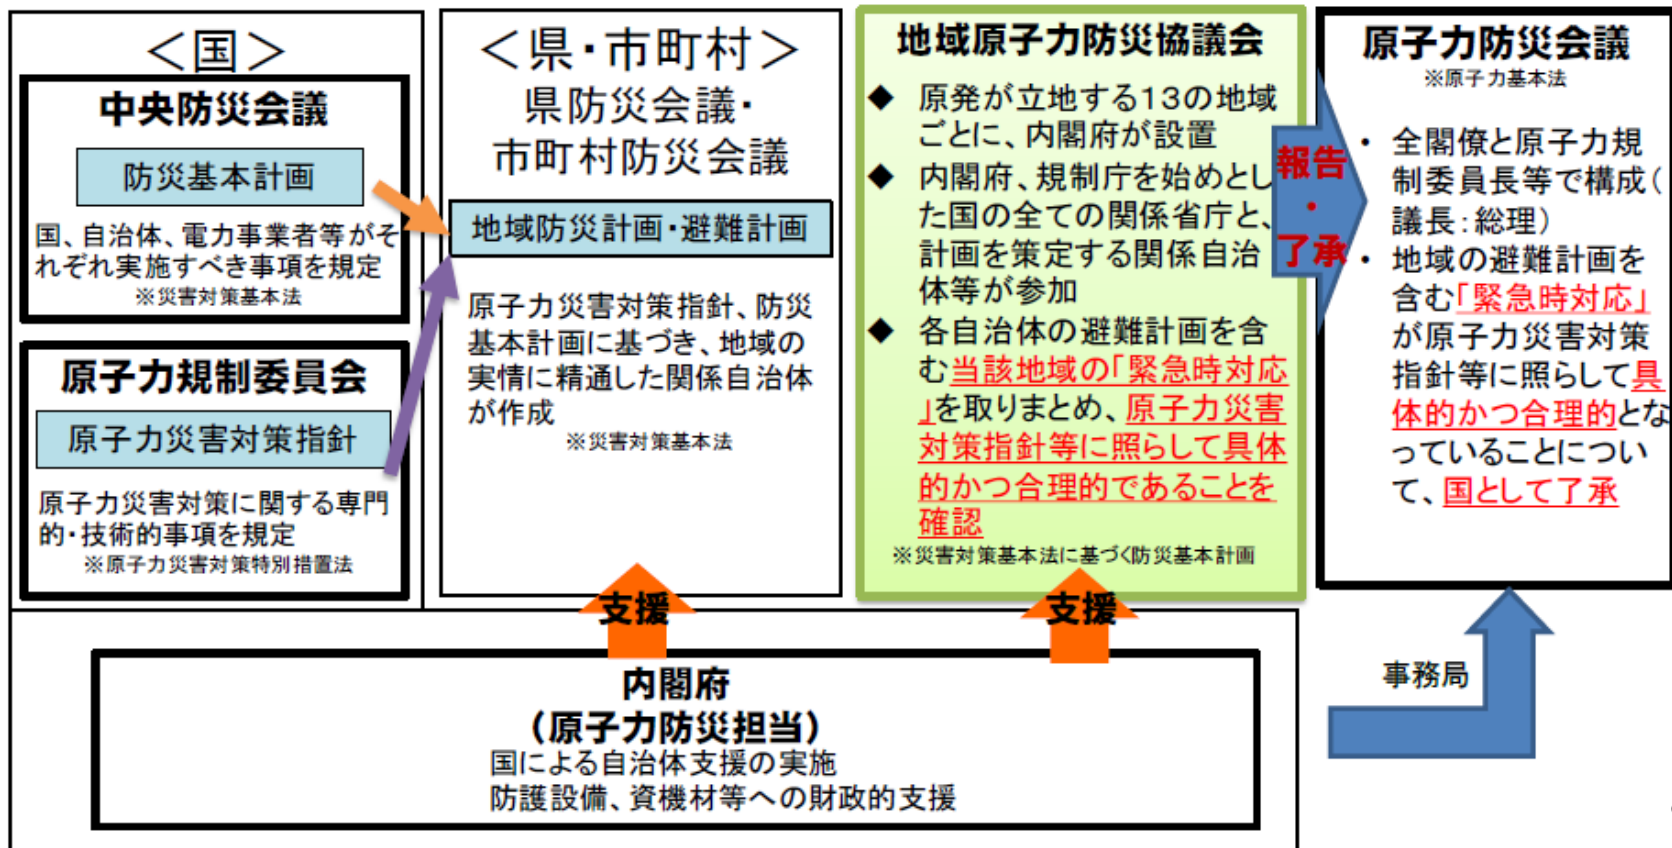 ＜国＞
中央防災会議
防災基本計画
国、自治体、電力事業者等がそ
れぞれ実施すべき事項を規定
※災害対策基本法
原子力規制委員会
原子力災害対策指針
原子力災害対策に関する専門
的・技術的事項を規定
※原子力災害対策特別措置法
＜県・市町村＞
県防災会議・
市町村防災会議
地域防災計画・避難計画
原子力災害対策指針、防災
基本計画に基づき、地域の
実情に精通した関係自治体
が作成
※災害対策基本法
地域原子力防災協議会
◆ 原発が立地する13の地域
ごとに、内閣府が設置
◆ 内閣府、規制庁を始めとし
た国の全ての関係省庁と、
計画を策定する関係自治
体等が参加
◆ 各自治体の避難計画を含
む当該地域の「緊急時対応
」を取りまとめ、原子力災害
対策指針等に照らして具体
的かつ合理的であることを
確認
※災害対策基本法に基づく防災基本計画
報告
・
了承
原子力防災会議
※原子力基本法
・ 全閣僚と原子力規
制委員長等で構成（
議長：総理）
・ 地域の避難計画を
含む「緊急時対応」
が原子力災害対策
指針等に照らして具
体的かつ合理的とな
っていることについ
て、国として了承
支援
支援
内閣府
（原子力防災担当）
国による自治体支援の実施
防護設備、資機材等への財政的支援
事務局